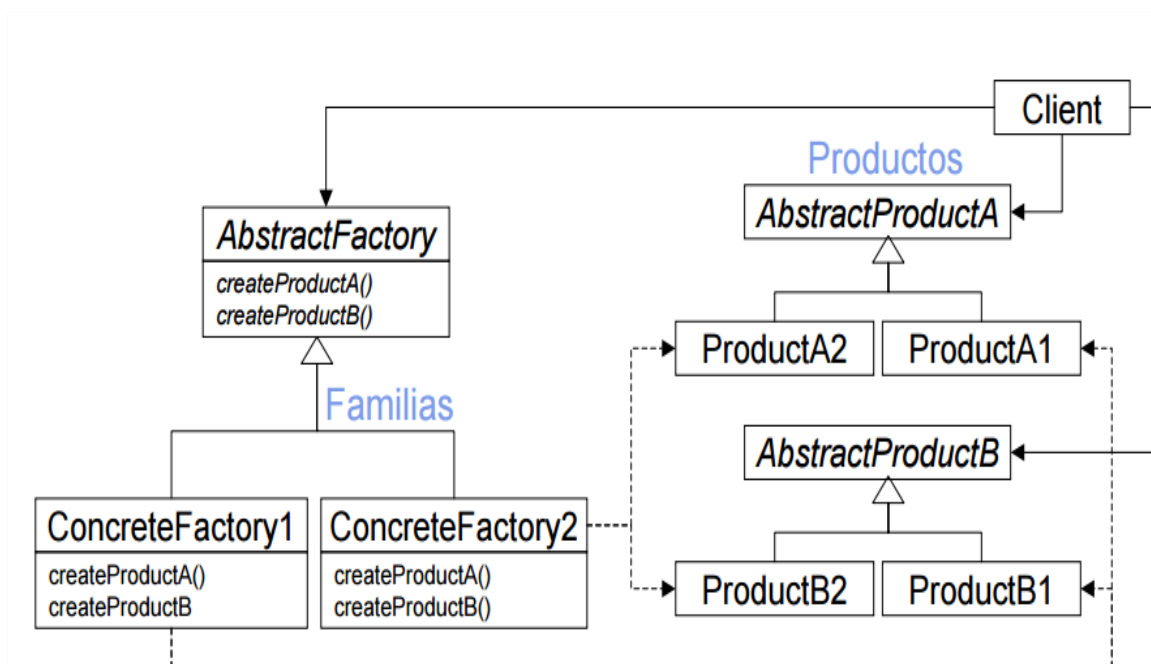 Client
Productos
AbstractProductA
AbstractFactory
createProductA()
createProductB()
ProductA2
ProductA1
Familias
AbstractProductB
ConcreteFactory1
createProductA()
createProductB
ConcreteFactory2
createProductA()
createProductB()
ProductB2
ProductB1